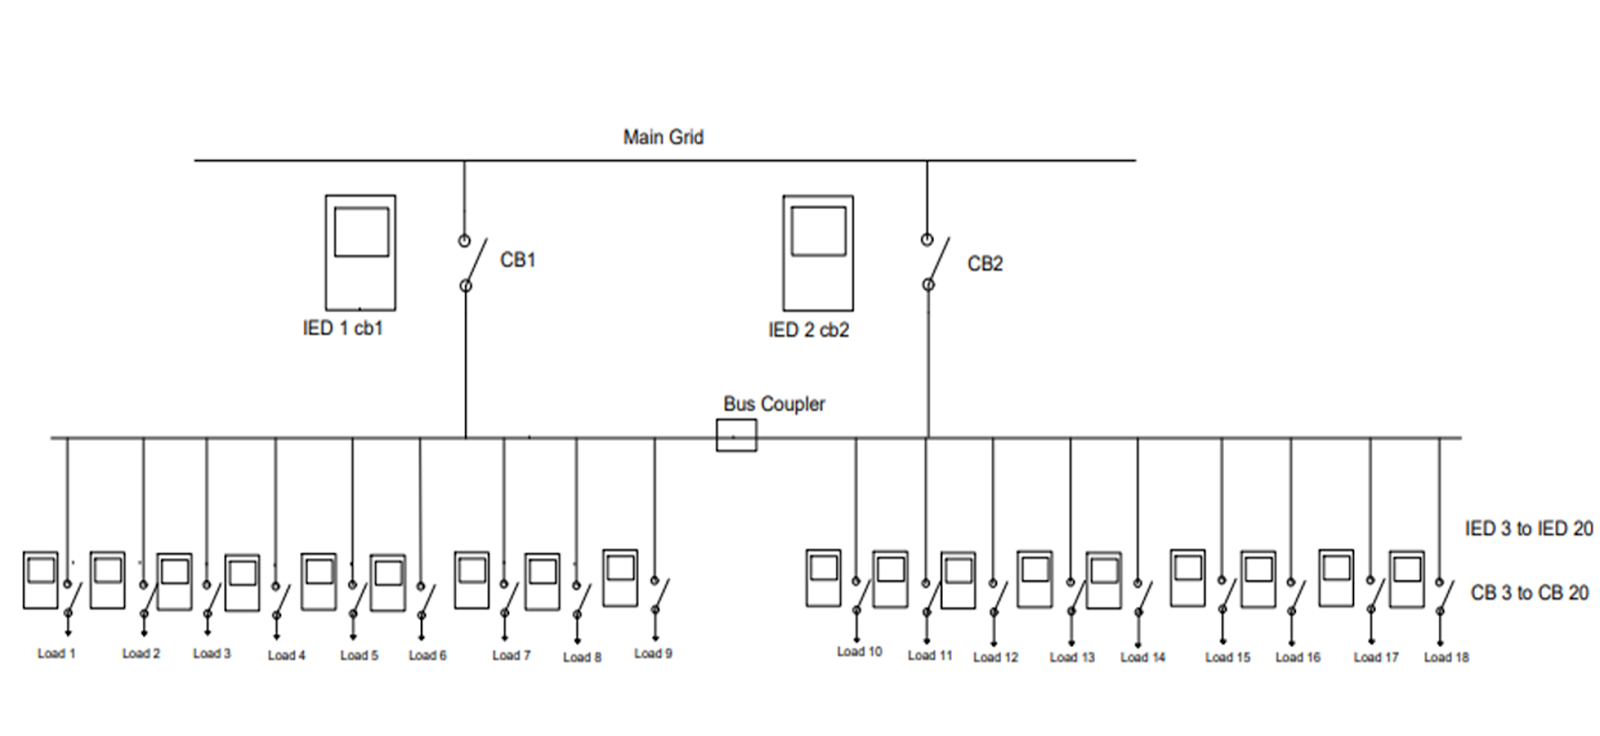 Main Grid
CB1
CB2
IED 1 cb1
IED 2 cb2
Bus Coupler
IED 3 to IED 20
CB 3 to CB 20
Load 1
Load 2
Load 3
Load 4
Load 5
Load 6
Load 7
Load 8
Load 9
Load 10
Load 11
Load 12
Load 13
Load 14
Load 15
Load 16
Load 17
Load 18